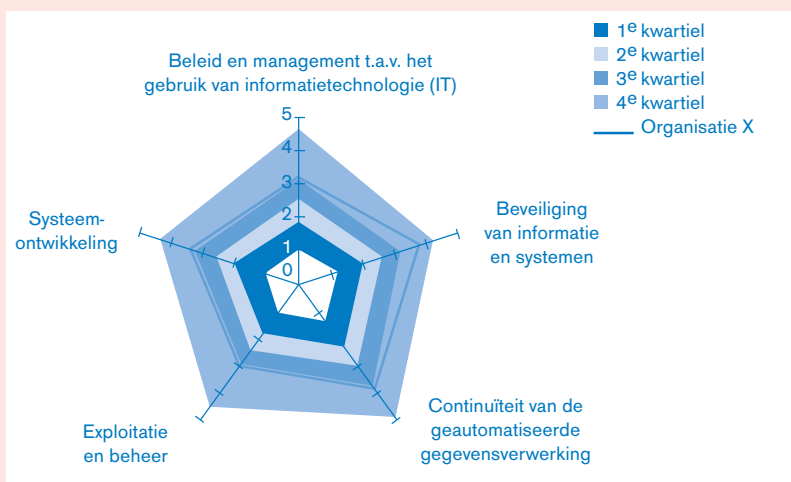 1e kwartiel
2e kwartiel
3e kwartiel
4e kwartiel
Organisatie X
Beleid en management t.a.v. het
gebruik van informatietechnologie (IT)
5
4
3
2
1
0
Systeem-
ontwikkeling
Beveiliging
van informatie
en systemen
Exploitatie
en beheer
Continuïteit van de
geautomatiseerde
gegevensverwerking